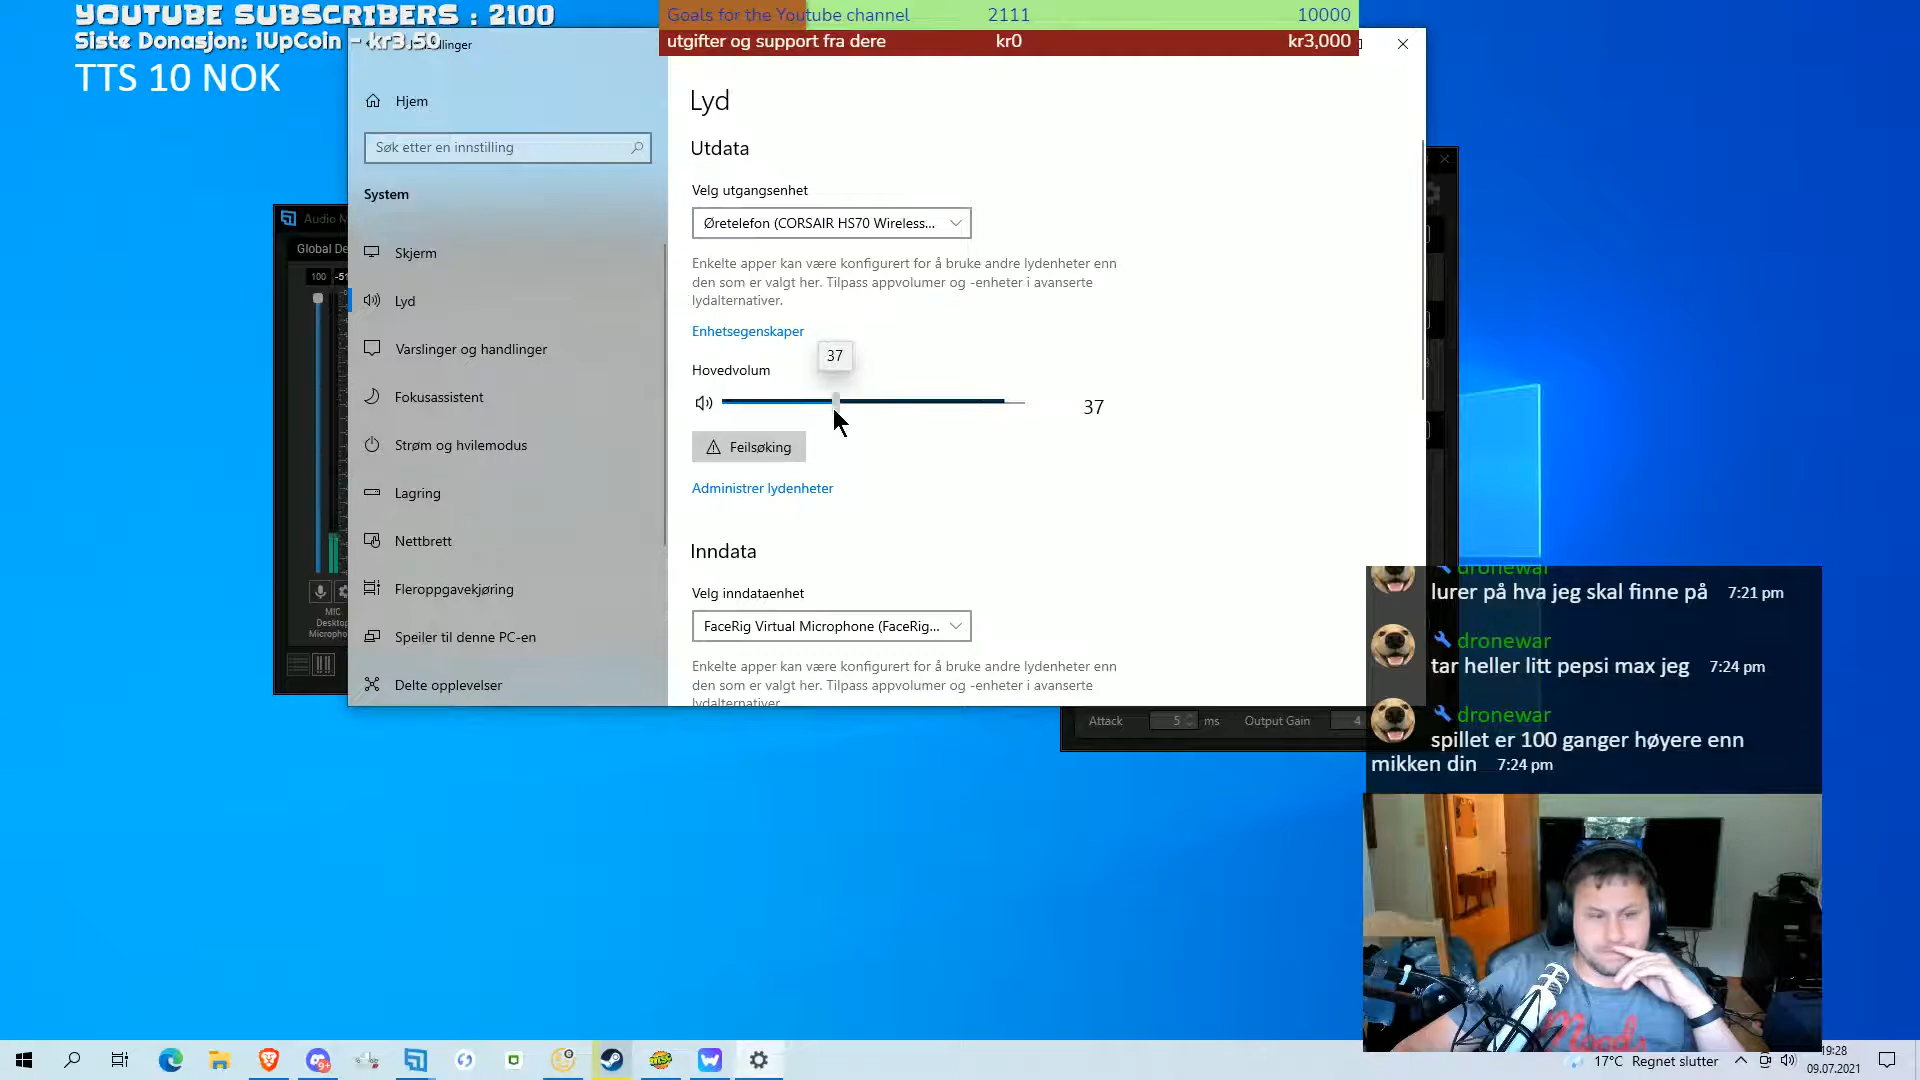 YOUTUBE SUBSCRIBERS : 2100
Siste Donasjon: 1UpCoin - kr3.50
TTS 10 NOK
Goals for the Youtube channel 2111 10000
utgifter og support fra dere kr0 kr3,000
Hjem
Søk etter en innstilling
System
Skjerm
Lyd
Varslinger og handlinger
Fokusassistent
Strøm og hvilemodus
Lagring
Nettbrett
Fleroppgavekjøring
Speiler til denne PC-en
Delte opplevelser
Lyd
Utdata
Velg utgangsenhet
Øretelefon (CORSAIR HS70 Wireless...
Enkelte apper kan være konfigurert for å bruke andre lydenheter enn
den som er valgt her. Tilpass appvolumer og -enheter i avanserte
lydalternativer.
Enhetsegenskaper
37
Hovedvolum
37
Feilsøking
Administrer lydenheter
Inndata
Velg inndataenhet
FaceRig Virtual Microphone (FaceRig...
Enkelte apper kan være konfigurert for å bruke andre lydenheter enn
den som er valgt her. Tilpass appvolumer og -enheter i avanserte
lydalternativer.
Audio
Global
100
MIC
Attack 5 ms Output Gain 4
dronewar
lurer på hva jeg skal finne på 7:21 pm
dronewar
tar heller litt pepsi max jeg 7:24 pm
dronewar
spillet er 100 ganger høyere enn
mikken din 7:24 pm
9+
17°C Regnet slutter
19:28
09.07.2021